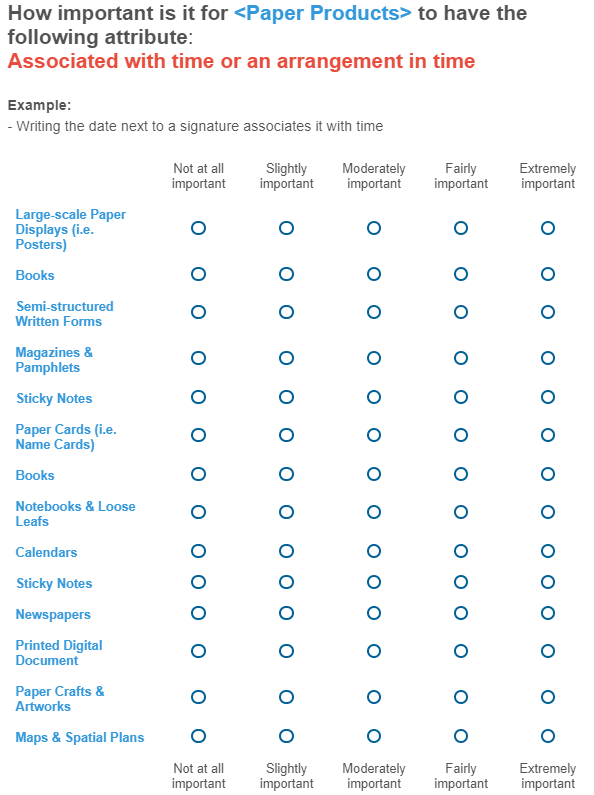 How important is it for <Paper Products> to have the
following attribute:
Associated with time or an arrangement in time
Example:
- Writing the date next to a signature associates it with time
Not at all important Slightly important Moderately important Fairly important Extremely important
Large-scale Paper
Displays (i.e.
Posters)
Books
Semi-structured
Written Forms
Magazines &
Pamphlets
Sticky Notes
Paper Cards (i.e.
Name Cards)
Books
Notebooks & Loose
Leafs
Calendars
Sticky Notes
Newspapers
Printed Digital
Document
Paper Crafts &
Artworks
Maps & Spatial Plans
Not at all important Slightly important Moderately important Fairly important Extremely important